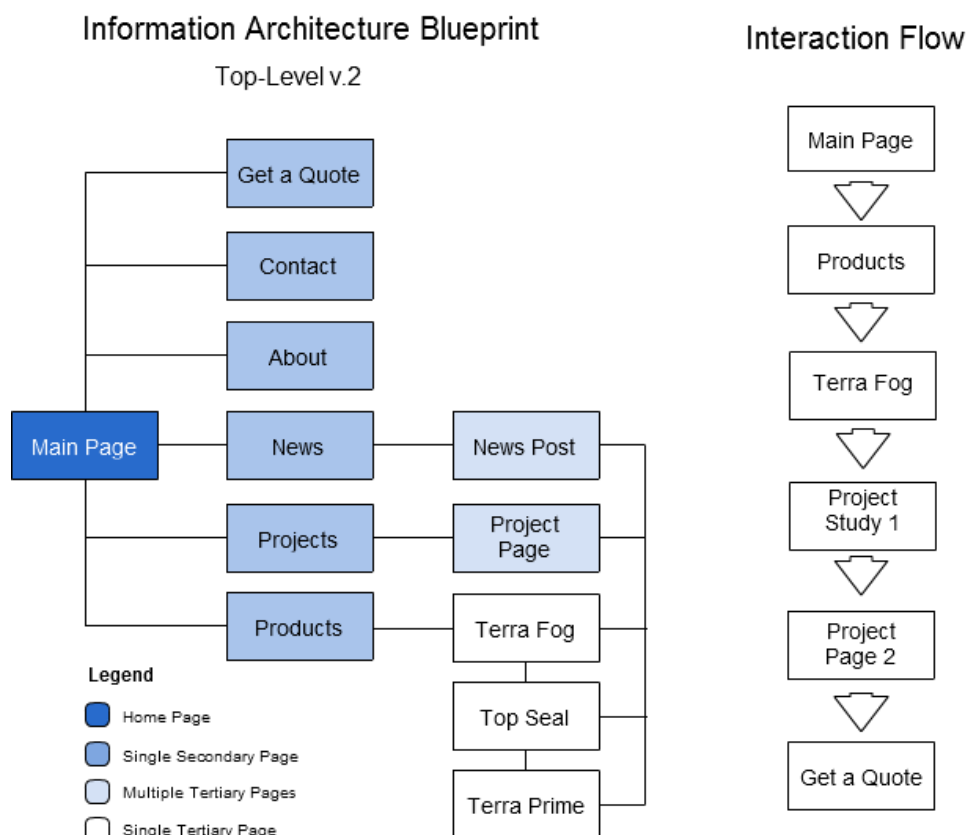 Information Architecture Blueprint
Top-Level v.2
Get a Quote
Contact
About
Main Page
News
News Post
Projects
Project
Page
Products
Terra Fog
Top Seal
Terra Prime
Legend
Home Page
Single Secondary Page
Multiple Tertiary Pages
Single Tertiary Page
Interaction Flow
Main Page
Products
Terra Fog
Project
Study 1
Project
Page 2
Get a Quote